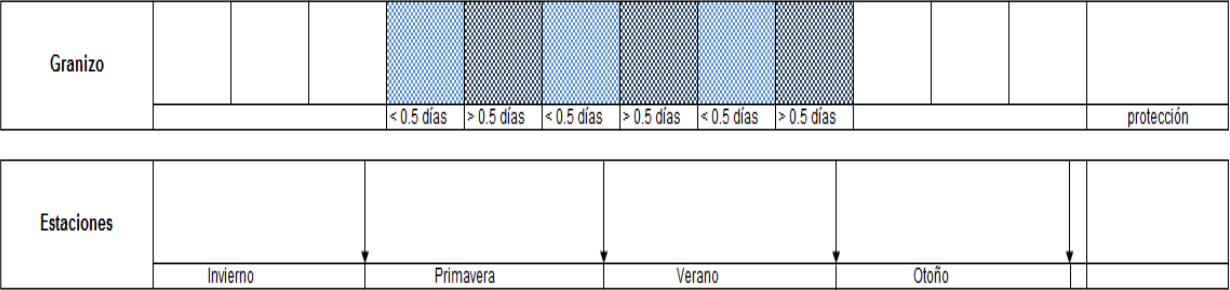 Granizo
< 0.5 días > 0.5 días < 0.5 días > 0.5 días < 0.5 días > 0.5 días protección
Estaciones
Invierno Primavera Verano Otoño